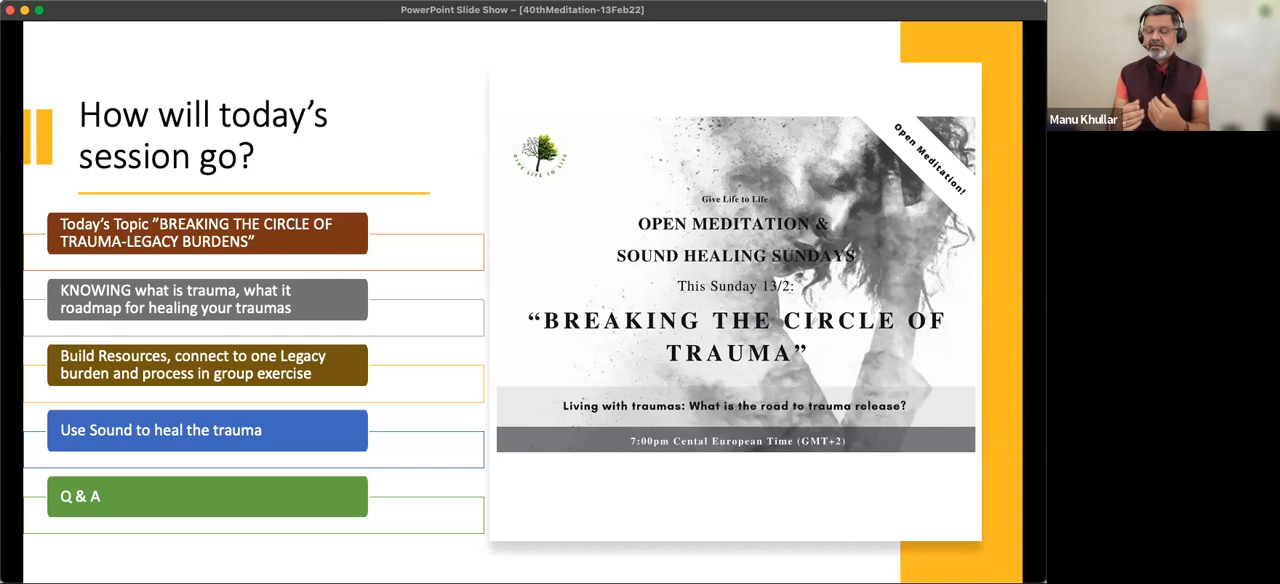 PowerPoint Slide Show – [40thMeditation-13Feb22]
How will today’s
session go?
Today’s Topic ”BREAKING THE CIRCLE OF
TRAUMA-LEGACY BURDENS”
KNOWING what is trauma, what it
roadmap for healing your traumas
Build Resources, connect to one Legacy
burden and process in group exercise
Use Sound to heal the trauma
Q & A
GIVE LIFE TO LIFE
Open Meditation!
Give Life to Life
OPEN MEDITATION &
SOUND HEALING SUNDAYS
This Sunday 13/2:
“BREAKING THE CIRCLE OF
TRAUMA”
Living with traumas: What is the road to trauma release?
7:00pm Cental European Time (GMT+2)
Manu Khullar